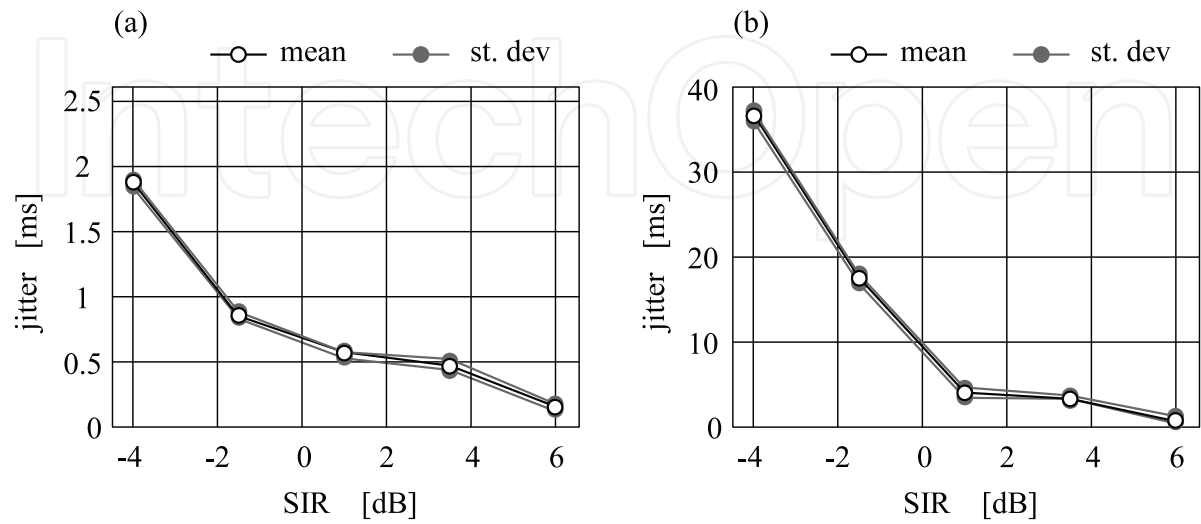 (a)
mean st. dev
2.5
2
1.5
1
0.5
0
-4 -2 0 2 4 6
jitter [ms]
SIR [dB]
(b)
mean st. dev
40
30
20
10
0
-4 -2 0 2 4 6
jitter [ms]
SIR [dB]
IntechOpen